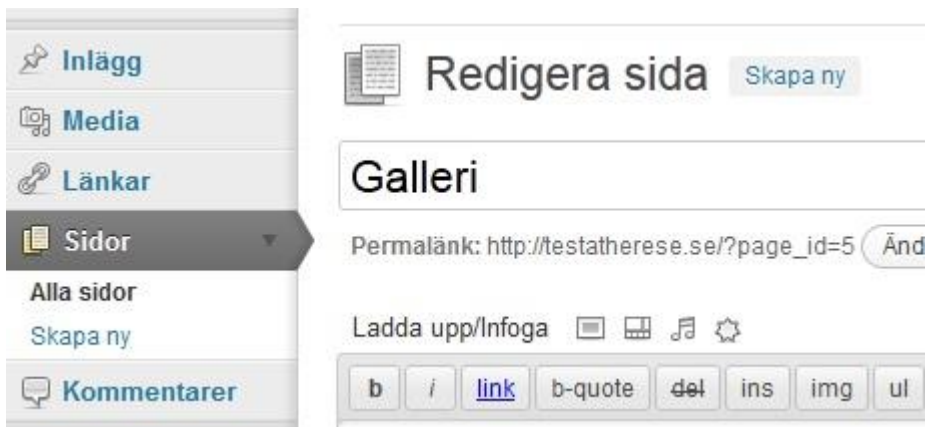 Inlägg
Media
Länkar
Sidor
Alla sidor
Skapa ny
Kommentarer
Redigera sida Skapa ny
Galleri
Permalänk: http://testatherese.se/?page_id=5 Änd
Ladda upp/Infoga
b i link b-quote del ins img ul